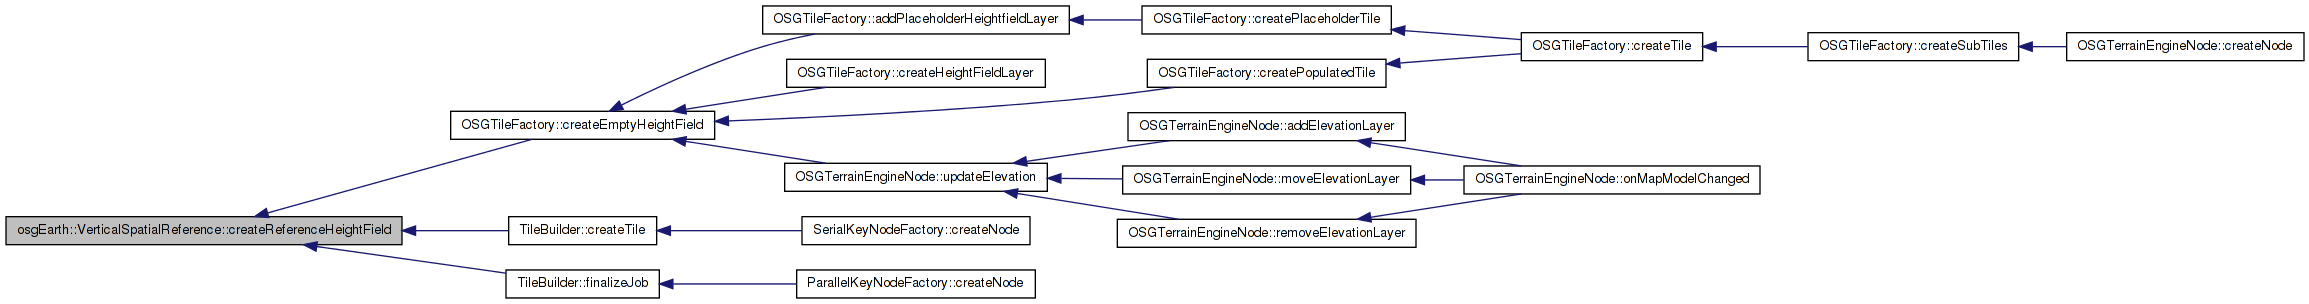 OSGTileFactory::addPlaceholderHeightfieldLayer
OSGTileFactory::createPlaceholderTile
OSGTileFactory::createTile
OSGTileFactory::createSubTiles
OSGTerrainEngineNode::createNode
OSGTileFactory::createHeightFieldLayer
OSGTileFactory::createPopulatedTile
OSGTileFactory::createEmptyHeightField
OSGTerrainEngineNode::addElevationLayer
OSGTerrainEngineNode::updateElevation
OSGTerrainEngineNode::moveElevationLayer
OSGTerrainEngineNode::onMapModelChanged
OSGTerrainEngineNode::removeElevationLayer
osgEarth::VerticalSpatialReference::createReferenceHeightField
TileBuilder::createTile
SerialKeyNodeFactory::createNode
TileBuilder::finalizeJob
ParallelKeyNodeFactory::createNode